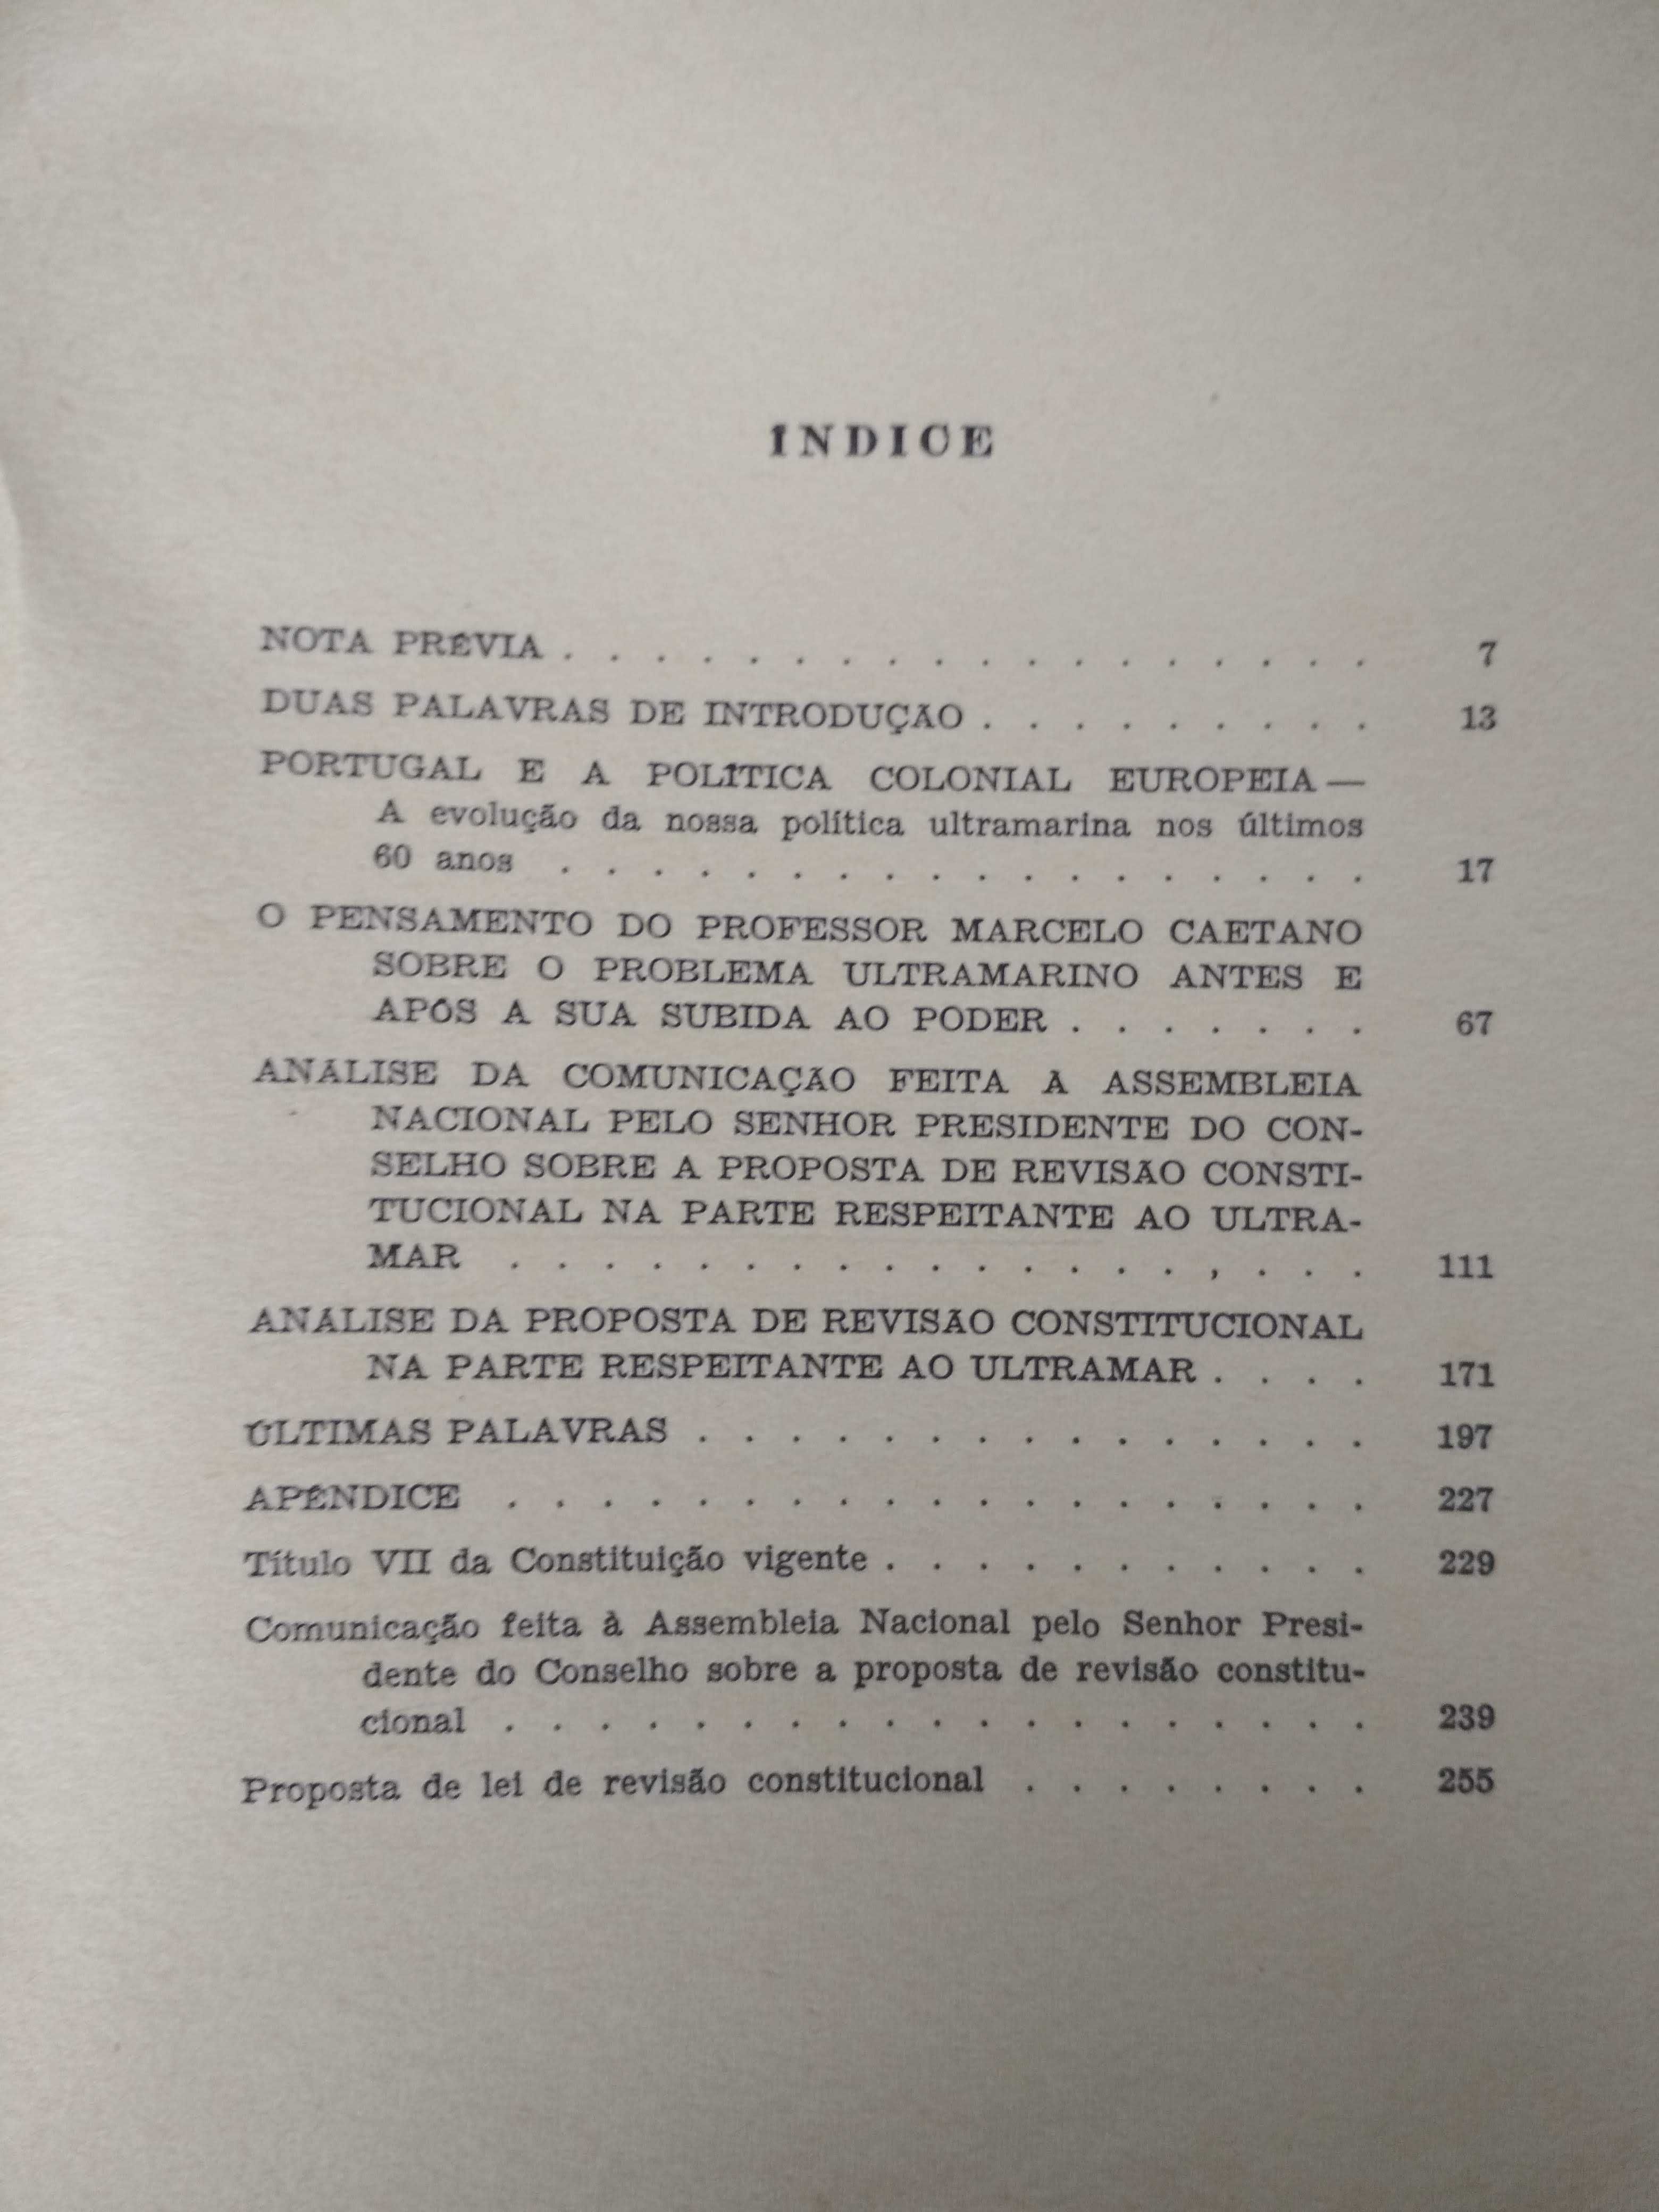 ÍNDICE
NOTA PRÉVIA . . . . . . . . . . . . . . . . . . 7
DUAS PALAVRAS DE INTRODUÇÃO . . . . . . . . . 13
PORTUGAL E A POLÍTICA COLONIAL EUROPEIA —
A evolução da nossa política ultramarina nos últimos
60 anos . . . . . . . . . . . . . . . . . . 17
O PENSAMENTO DO PROFESSOR MARCELO CAETANO
SOBRE O PROBLEMA ULTRAMARINO ANTES E
APÓS A SUA SUBIDA AO PODER . . . . . . . 67
ANÁLISE DA COMUNICAÇÃO FEITA À ASSEMBLEIA
NACIONAL PELO SENHOR PRESIDENTE DO CON-
SELHO SOBRE A PROPOSTA DE REVISÃO CONSTI-
TUCIONAL NA PARTE RESPEITANTE AO ULTRA-
MAR . . . . . . . . . . . . . . . , . . . 111
ANÁLISE DA PROPOSTA DE REVISÃO CONSTITUCIONAL
NA PARTE RESPEITANTE AO ULTRAMAR . . . . 171
ÚLTIMAS PALAVRAS . . . . . . . . . . . . . . . 197
APÊNDICE . . . . . . . . . . . . . . . . . . . 227
Título VII da Constituição vigente . . . . . . . . . . . 229
Comunicação feita à Assembleia Nacional pelo Senhor Presi-
dente do Conselho sobre a proposta de revisão constitu-
cional . . . . . . . . . . . . . . . . . . . 239
Proposta de lei de revisão constitucional . . . . . . . . 255